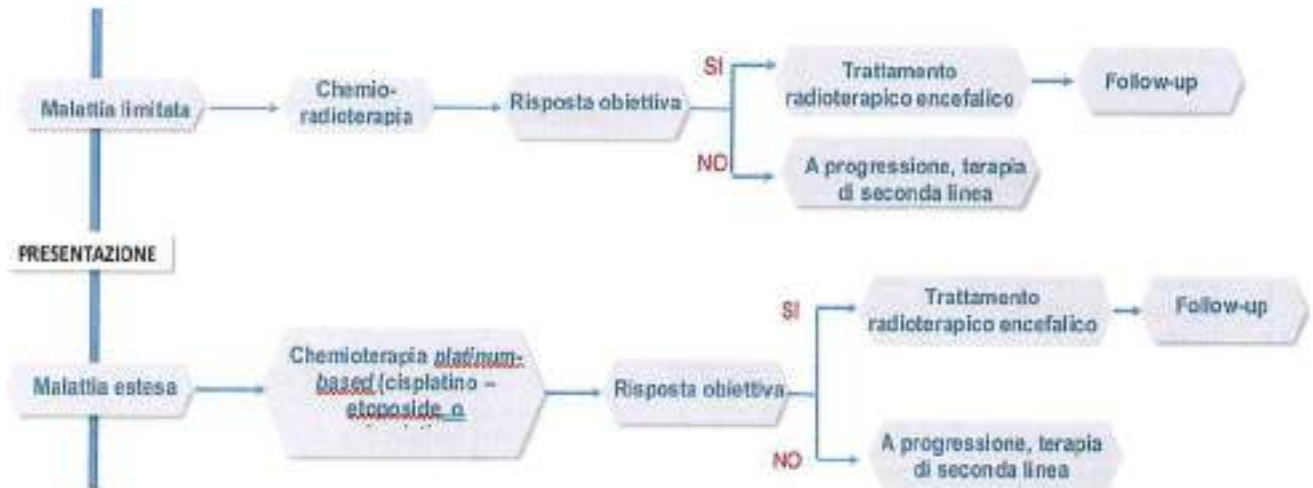 Malattia limitata
Chemio-
radioterapia
Risposta obiettiva
SI
Trattamento
radioterapico encefalico
Follow-up
NO
A progressione, terapia
di seconda linea
PRESENTAZIONE
Malattia estesa
Chemioterapia platinum-
based (cisplatino –
etoposide o
Risposta obiettiva
SI
Trattamento
radioterapico encefalico
Follow-up
NO
A progressione, terapia
di seconda linea